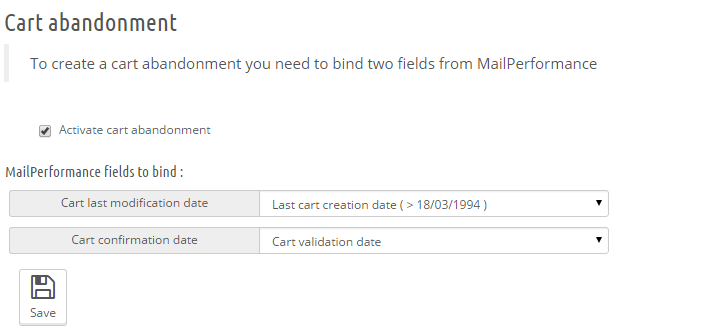 Cart abandonment
To create a cart abandonment you need to bind two fields from MailPerformance
Activate cart abandonment
MailPerformance fields to bind :
Cart last modification date
Last cart creation date ( > 18/03/1994 )
Cart confirmation date
Cart validation date
Save